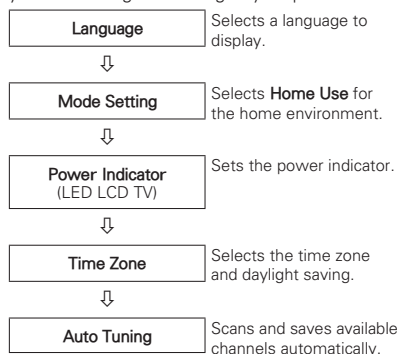 Language
Selects a language to
display.
Mode Setting
Selects Home Use for
the home environment.
Power Indicator
(LED LCD TV)
Sets the power indicator.
Time Zone
Selects the time zone
and daylight saving.
Auto Tuning
Scans and saves available
channels automatically.